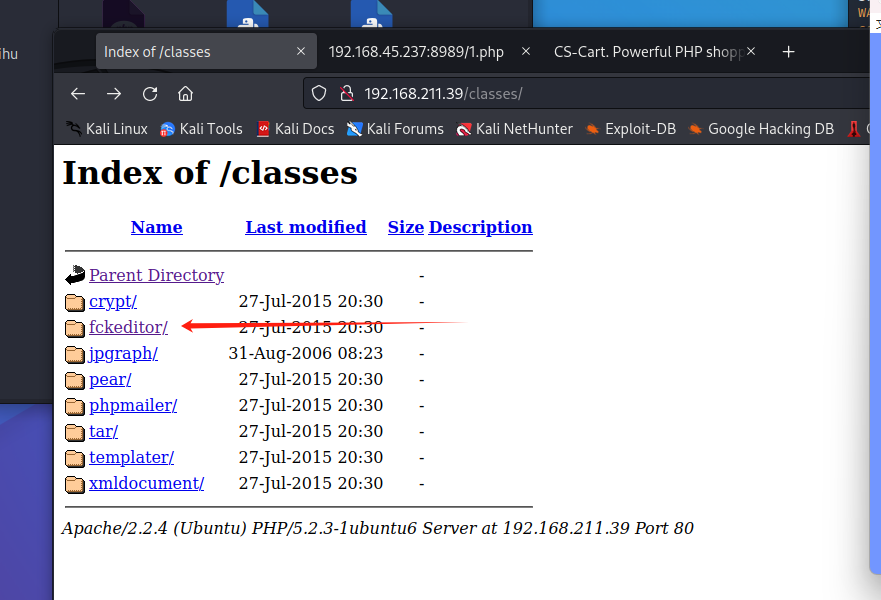 WA
ihu
Index of /classes × 192.168.45.237:8989/1.php × CS-Cart. Powerful PHP shopp × +
192.168.211.39/classes/
Kali Linux Kali Tools Kali Docs Kali Forums Kali NetHunter Exploit-DB Google Hacking DB
Index of /classes
Name Last modified Size Description
Parent Directory -
crypt/ 27-Jul-2015 20:30 -
fckeditor/ 27-Jul-2015 20:30 -
jpgraph/ 31-Aug-2006 08:23 -
pear/ 27-Jul-2015 20:30 -
phpmailer/ 27-Jul-2015 20:30 -
tar/ 27-Jul-2015 20:30 -
templater/ 27-Jul-2015 20:30 -
xmldocument/ 27-Jul-2015 20:30 -
Apache/2.2.4 (Ubuntu) PHP/5.2.3-1ubuntu6 Server at 192.168.211.39 Port 80